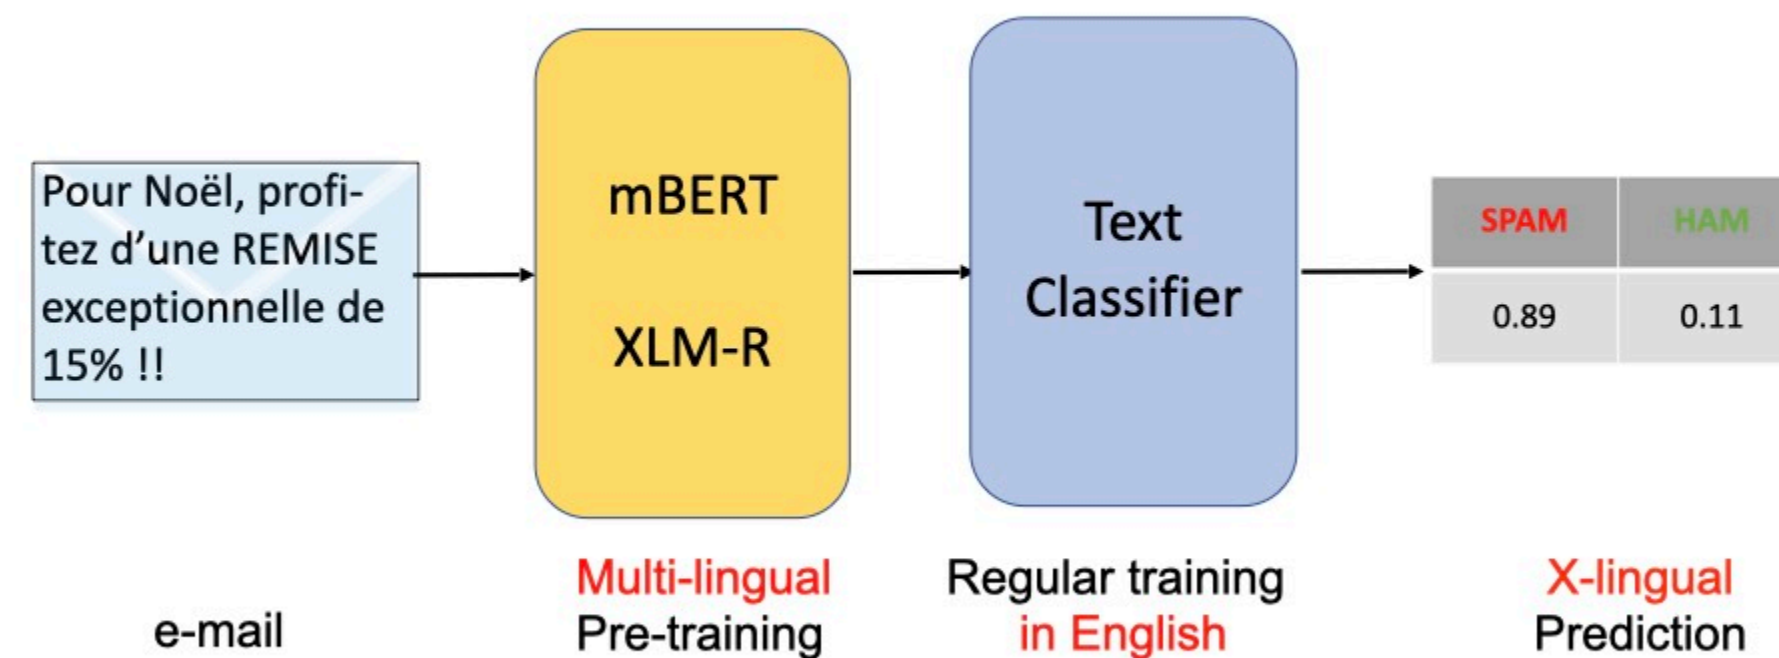 Pour Noël, profi-
tez d’une REMISE
exceptionnelle de
15% !!
mBERT
XLM-R
Text
Classifier
SPAM HAM
0.89 0.11
e-mail
Multi-lingual
Pre-training
Regular training
in English
X-lingual
Prediction